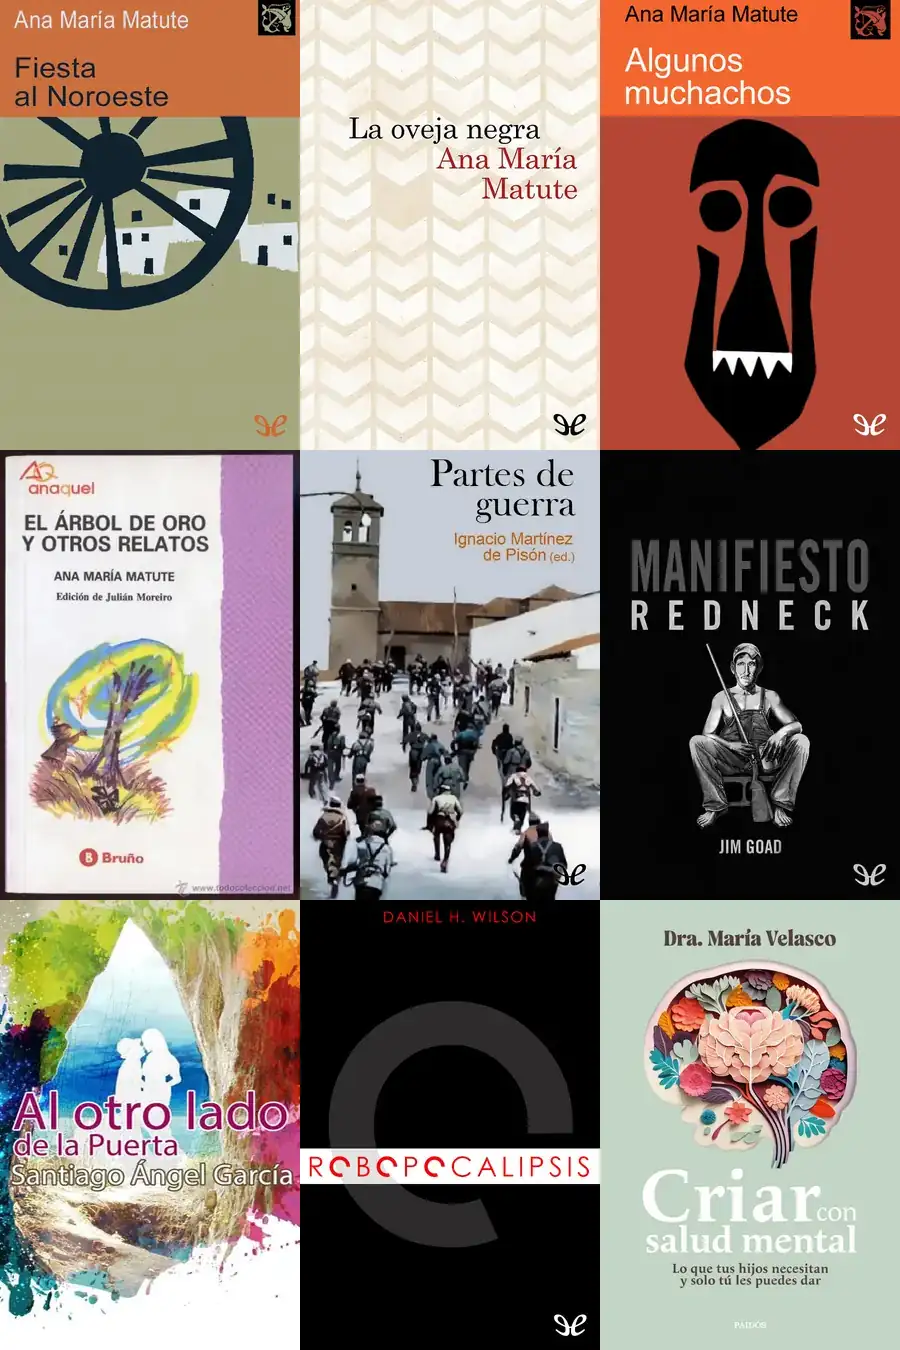 Ana María Matute
Fiesta
al Noroeste
La oveja negra
Ana María
Matute
Ana María Matute
Algunos
muchachos
anaquel
EL ÁRBOL DE ORO
Y OTROS RELATOS
ANA MARÍA MATUTE
Edición de Julián Moreiro
B Bruño
www.todocoleccion.net
Partes de
guerra
Ignacio Martínez
de Pisón (ed.)
MANIFIESTO
REDNECK
JIM GOAD
Al otro lado
de la Puerta
Santiago Ángel García
DANIEL H. WILSON
ROBOPOCALIPSIS
Dra. María Velasco
Criar con
salud mental
Lo que tus hijos necesitan
y solo tú les puedes dar
PAIDÓS